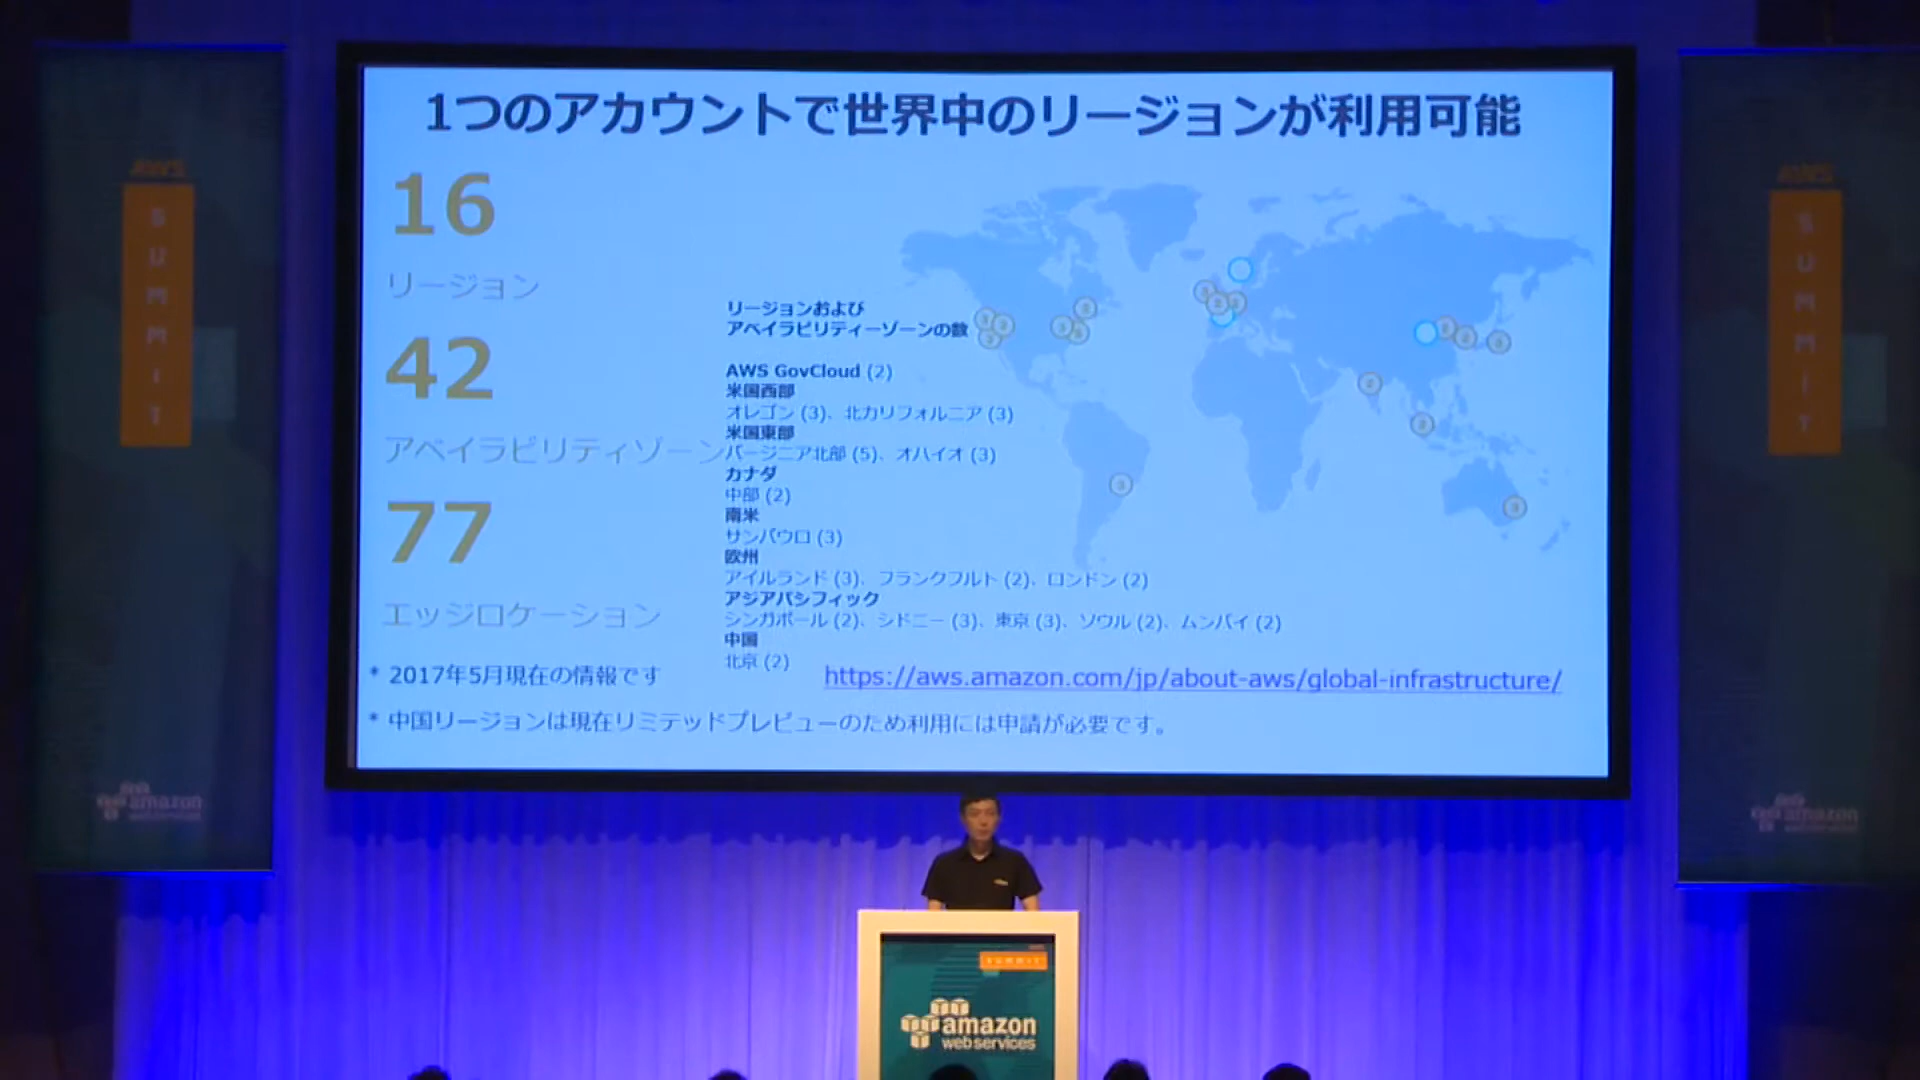 1つのアカウントで世界中のリージョンが利用可能
16
リージョン
42
アベイラビリティゾーン
77
エッジロケーション
リージョンおよび
アベイラビリティーゾーンの数
AWS GovCloud (2)
米国西部
オレゴン (3)、北カリフォルニア (3)
米国東部
バージニア北部 (5)、オハイオ (3)
カナダ
中部 (2)
南米
サンパウロ (3)
欧州
アイルランド (3)、フランクフルト (2)、ロンドン (2)
アジアパシフィック
シンガポール (2)、シドニー (3)、東京 (3)、ソウル (2)、ムンバイ (2)
中国
北京 (2)
* 2017年5月現在の情報です
https://aws.amazon.com/jp/about-aws/global-infrastructure/
* 中国リージョンは現在リミテッドプレビューのため利用には申請が必要です。
AWS
SUMMIT
amazon
webservices
AWS
SUMMIT
amazon
webservices
SUMMIT
amazon
webservices